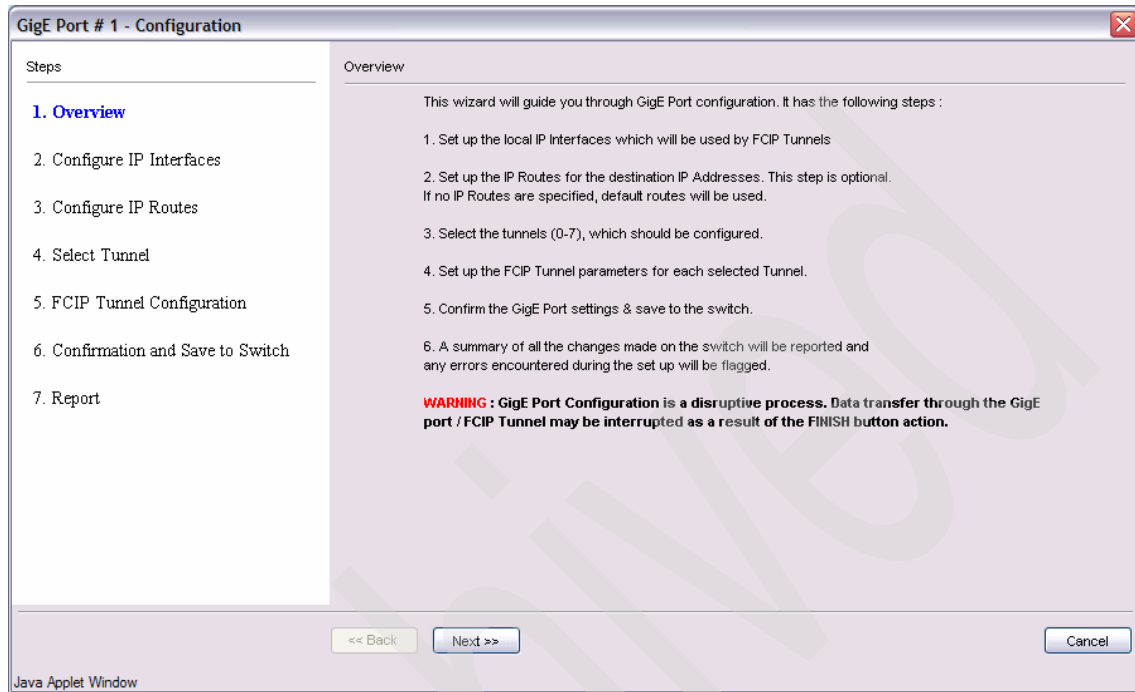 GigE Port # 1 - Configuration
Steps
1. Overview
2. Configure IP Interfaces
3. Configure IP Routes
4. Select Tunnel
5. FCIP Tunnel Configuration
6. Confirmation and Save to Switch
7. Report
Overview
This wizard will guide you through GigE Port configuration. It has the following steps :
1. Set up the local IP Interfaces which will be used by FCIP Tunnels
2. Set up the IP Routes for the destination IP Addresses. This step is optional.
If no IP Routes are specified, default routes will be used.
3. Select the tunnels (0-7), which should be configured.
4. Set up the FCIP Tunnel parameters for each selected Tunnel.
5. Confirm the GigE Port settings & save to the switch.
6. A summary of all the changes made on the switch will be reported and
any errors encountered during the set up will be flagged.
WARNING : GigE Port Configuration is a disruptive process. Data transfer through the GigE
port / FCIP Tunnel may be interrupted as a result of the FINISH button action.
<< Back
Next >>
Cancel
Java Applet Window